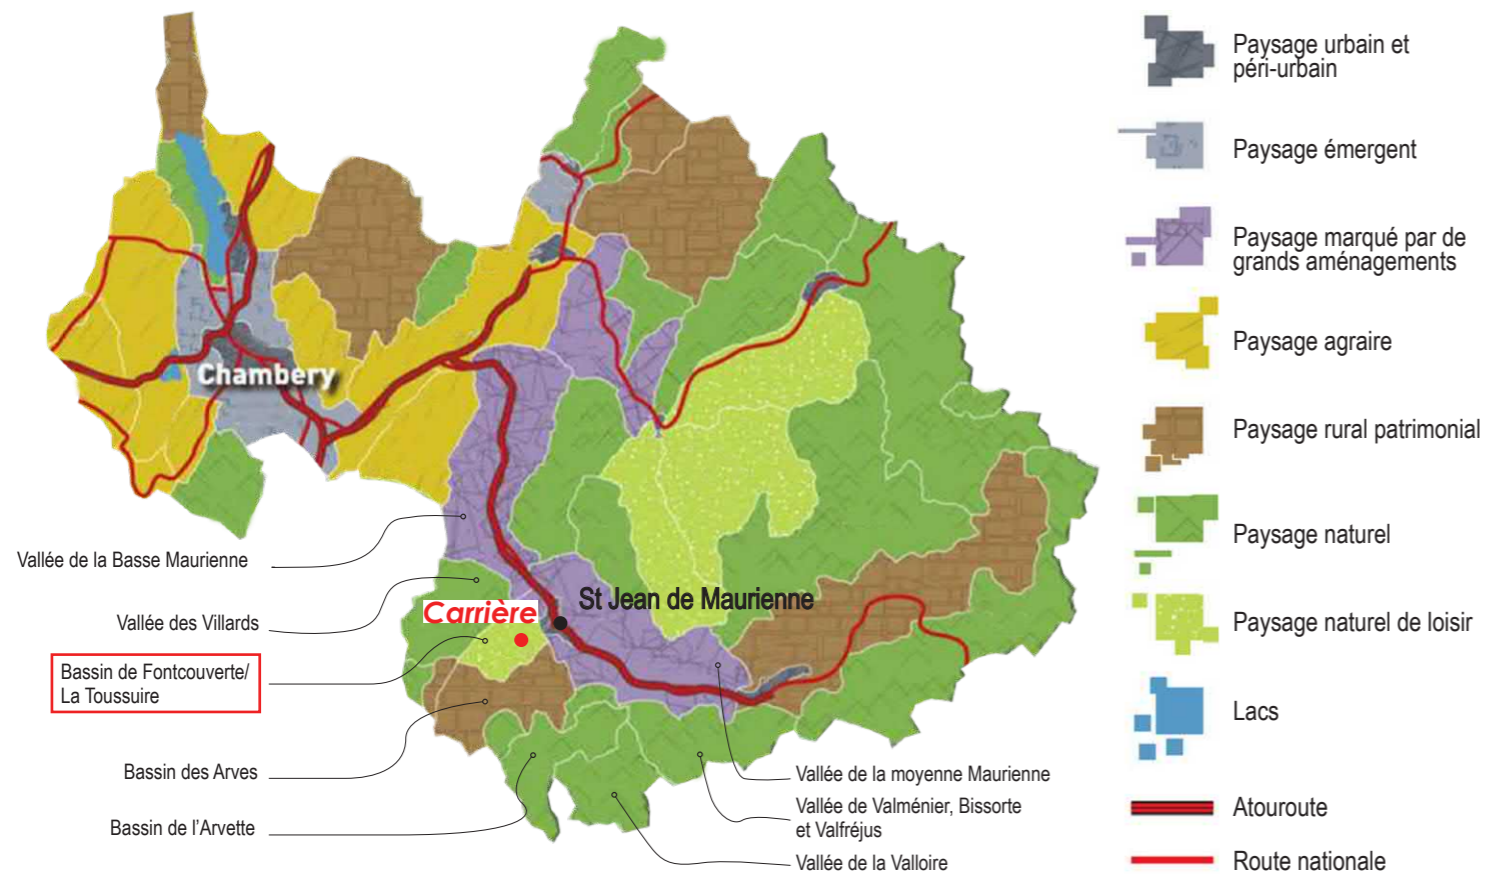 Chambery
Vallée de la Basse Maurienne
Vallée des Villards
Carrière
St Jean de Maurienne
Bassin de Fontcouverte/
La Toussuire
Bassin des Arves
Bassin de l'Arvette
Vallée de la moyenne Maurienne
Vallée de Valménier, Bissorte
et Valfréjus
Vallée de la Valloire
Paysage urbain et
péri-urbain
Paysage émergent
Paysage marqué par de
grands aménagements
Paysage agraire
Paysage rural patrimonial
Paysage naturel
Paysage naturel de loisir
Lacs
Atouroute
Route nationale